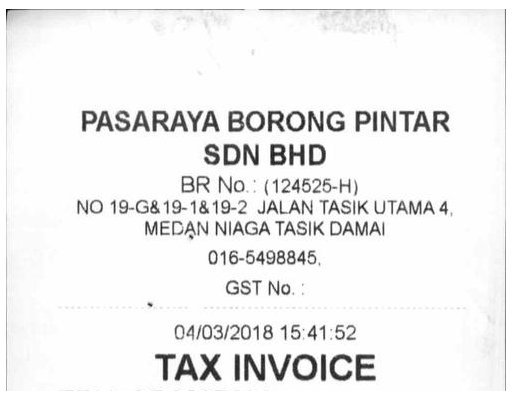 PASARAYA BORONG PINTAR
SDN BHD
BR No.: (124525-H)
NO 19-G&19-1&19-2 JALAN TASIK UTAMA 4,
MEDAN NIAGA TASIK DAMAI
016-5498845,
GST No. :
04/03/2018 15:41:52
TAX INVOICE